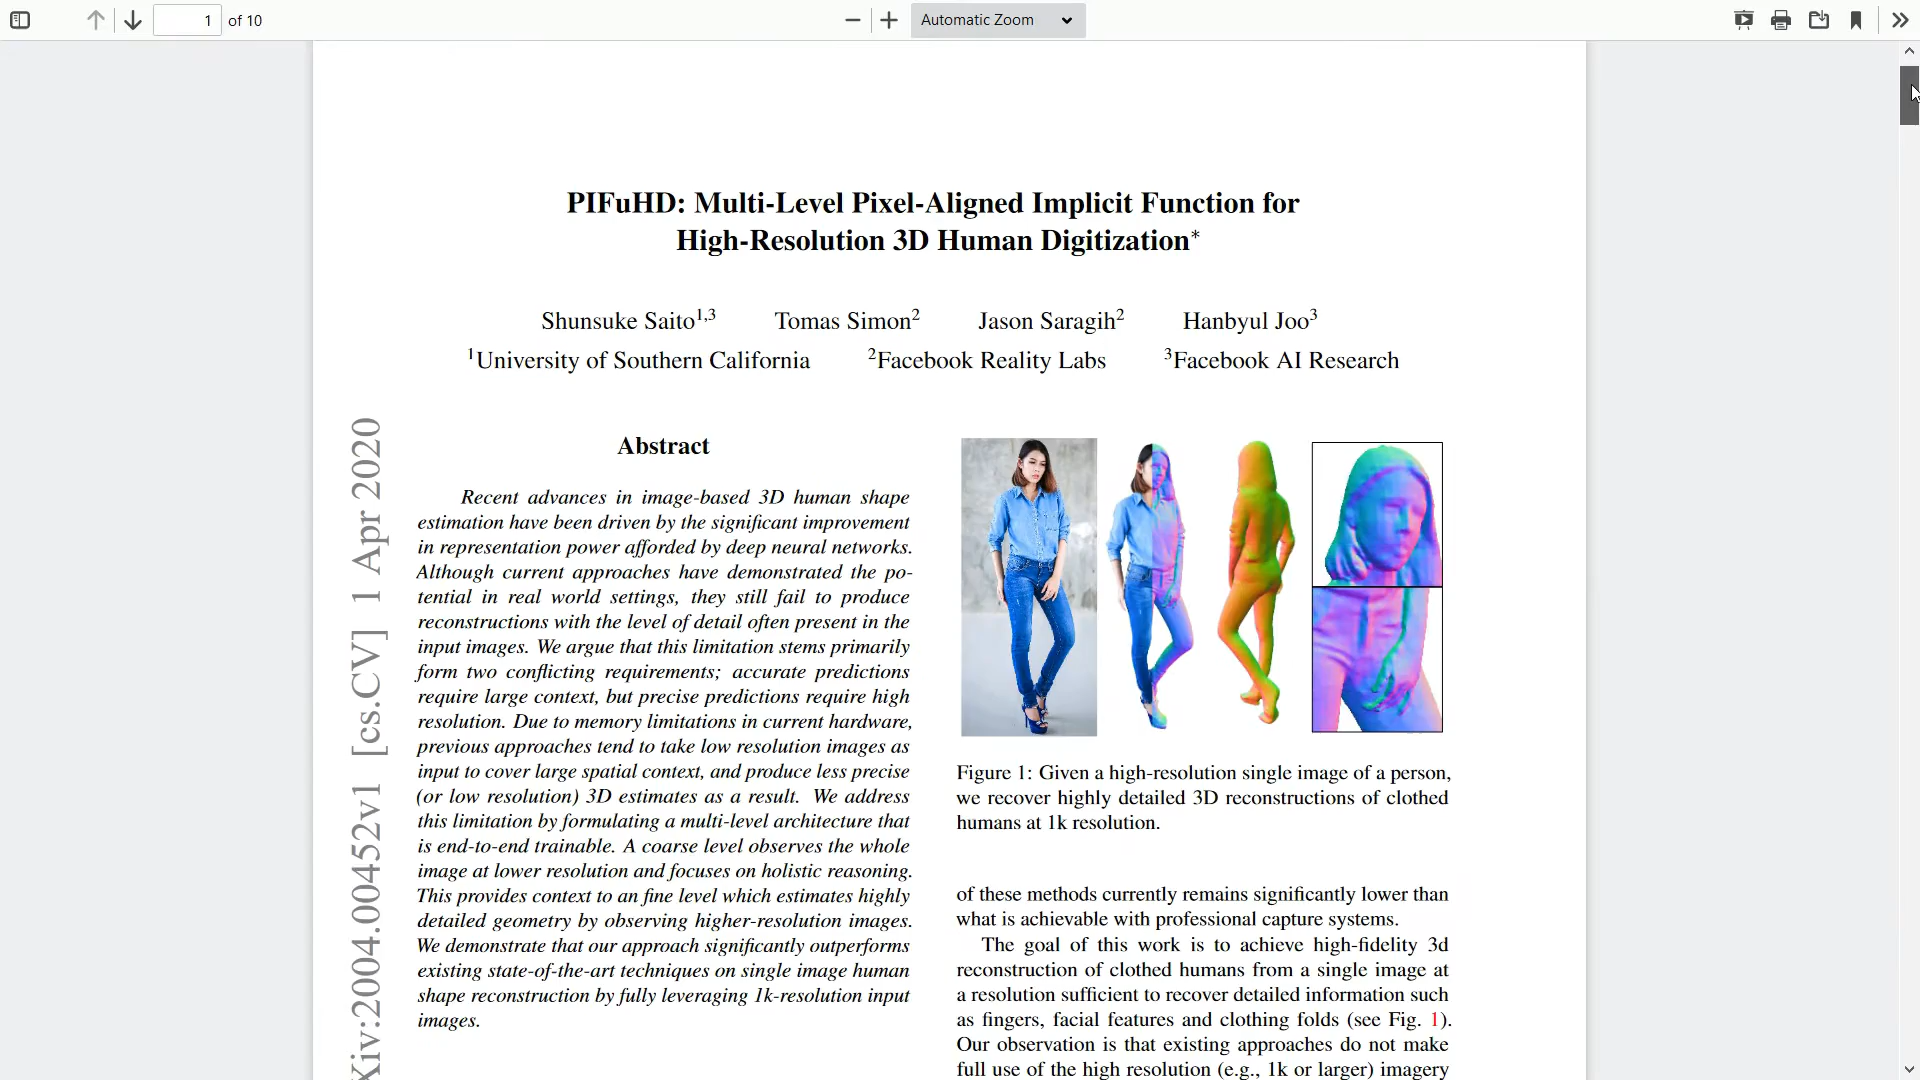 1 of 10
Automatic Zoom
PIFuHD: Multi-Level Pixel-Aligned Implicit Function for
High-Resolution 3D Human Digitization*
Shunsuke Saito1,3 Tomas Simon2 Jason Saragih2 Hanbyul Joo3
1University of Southern California 2Facebook Reality Labs 3Facebook AI Research
Xiv:2004.00452v1 [cs.CV] 1 Apr 2020
Abstract
Recent advances in image-based 3D human shape
estimation have been driven by the significant improvement
in representation power afforded by deep neural networks.
Although current approaches have demonstrated the po-
tential in real world settings, they still fail to produce
reconstructions with the level of detail often present in the
input images. We argue that this limitation stems primarily
form two conflicting requirements; accurate predictions
require large context, but precise predictions require high
resolution. Due to memory limitations in current hardware,
previous approaches tend to take low resolution images as
input to cover large spatial context, and produce less precise
(or low resolution) 3D estimates as a result. We address
this limitation by formulating a multi-level architecture that
is end-to-end trainable. A coarse level observes the whole
image at lower resolution and focuses on holistic reasoning.
This provides context to an fine level which estimates highly
detailed geometry by observing higher-resolution images.
We demonstrate that our approach significantly outperforms
existing state-of-the-art techniques on single image human
shape reconstruction by fully leveraging 1k-resolution input
images.
Figure 1: Given a high-resolution single image of a person,
we recover highly detailed 3D reconstructions of clothed
humans at 1k resolution.
of these methods currently remains significantly lower than
what is achievable with professional capture systems.
The goal of this work is to achieve high-fidelity 3d
reconstruction of clothed humans from a single image at
a resolution sufficient to recover detailed information such
as fingers, facial features and clothing folds (see Fig. 1).
Our observation is that existing approaches do not make
full use of the high resolution (e.g., 1k or larger) imagery